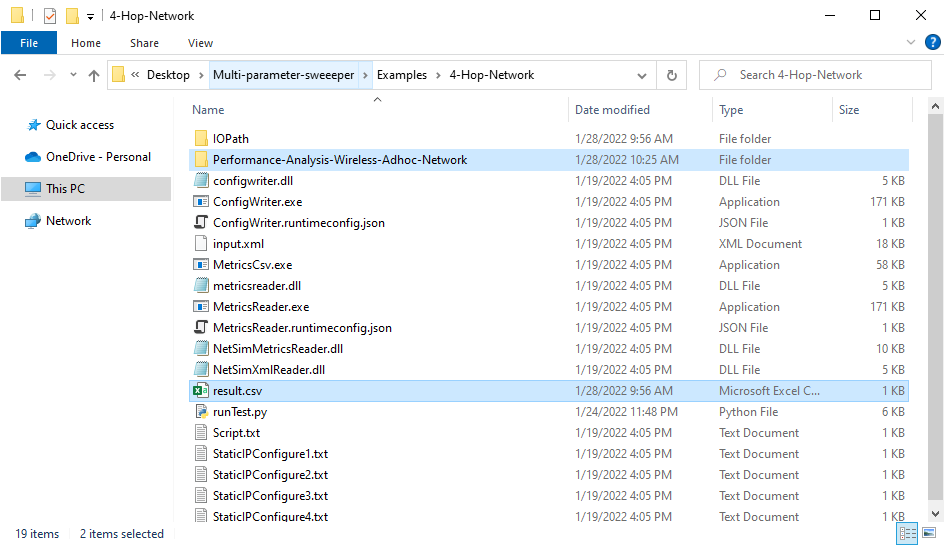 4-Hop-Network
File Home Share View
« Desktop > Multi-parameter-sweeeper > Examples > 4-Hop-Network Search 4-Hop-Network
Name Date modified Type Size
Quick access
OneDrive - Personal
This PC
Network
IOPath 1/28/2022 9:56 AM File folder
Performance-Analysis-Wireless-Adhoc-Network 1/28/2022 10:25 AM File folder
configwriter.dll 1/19/2022 4:05 PM DLL File 5 KB
ConfigWriter.exe 1/19/2022 4:05 PM Application 171 KB
ConfigWriter.runtimeconfig.json 1/19/2022 4:05 PM JSON File 1 KB
input.xml 1/19/2022 4:05 PM XML Document 18 KB
MetricsCsv.exe 1/19/2022 4:05 PM Application 58 KB
metricsreader.dll 1/19/2022 4:05 PM DLL File 5 KB
MetricsReader.exe 1/19/2022 4:05 PM Application 171 KB
MetricsReader.runtimeconfig.json 1/19/2022 4:05 PM JSON File 1 KB
NetSimMetricsReader.dll 1/19/2022 4:05 PM DLL File 10 KB
NetSimXmlReader.dll 1/19/2022 4:05 PM DLL File 5 KB
result.csv 1/28/2022 9:56 AM Microsoft Excel C... 1 KB
runTest.py 1/24/2022 11:48 PM Python File 6 KB
Script.txt 1/19/2022 4:05 PM Text Document 1 KB
StaticIPConfigure1.txt 1/19/2022 4:05 PM Text Document 1 KB
StaticIPConfigure2.txt 1/19/2022 4:05 PM Text Document 1 KB
StaticIPConfigure3.txt 1/19/2022 4:05 PM Text Document 1 KB
StaticIPConfigure4.txt 1/19/2022 4:05 PM Text Document 1 KB
19 items 2 items selected